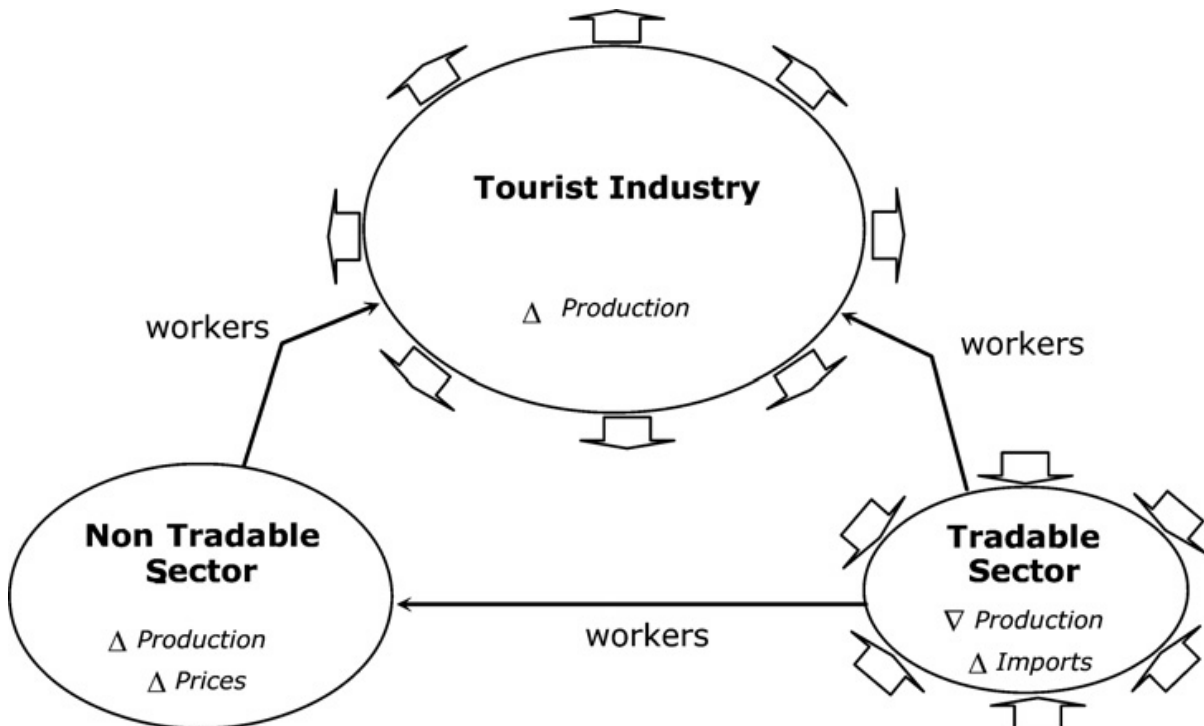 Tourist Industry
Δ Production
workers
workers
Non Tradable
Sector
Δ Production
Δ Prices
workers
Tradable
Sector
∇ Production
Δ Imports